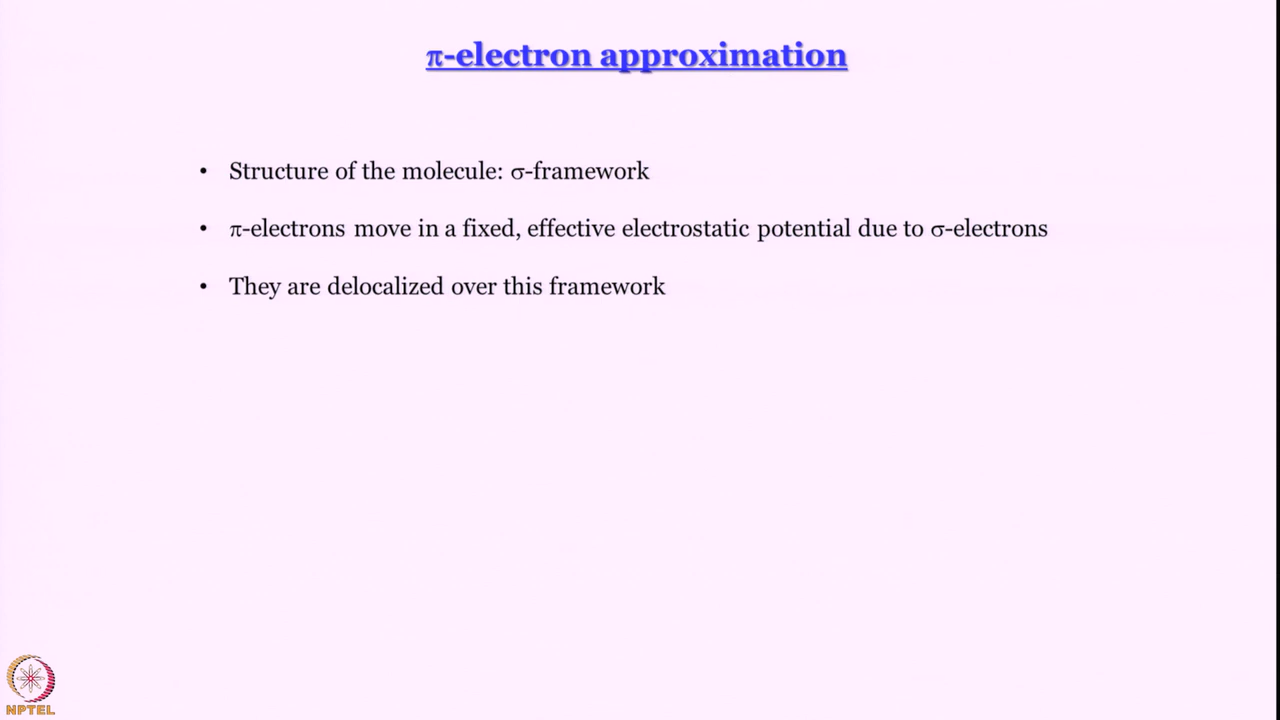 π-electron approximation
• Structure of the molecule: σ-framework
• π-electrons move in a fixed, effective electrostatic potential due to σ-electrons
• They are delocalized over this framework
NPTEL